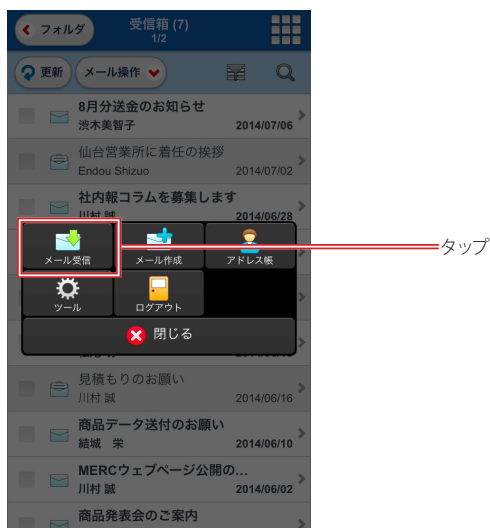 フォルダ
受信箱 (7)
1/2
更新
メール操作
8月分送金のお知らせ
渋木美智子
2014/07/06
仙台営業所に着任の挨拶
Endou Shizuo
2014/07/02
社内報コラムを募集します
川村 誠
2014/06/28
メール受信
メール作成
アドレス帳
タップ
ツール
ログアウト
閉じる
見積もりのお願い
川村 誠
2014/06/16
商品データ送付のお願い
結城 栄
2014/06/10
MERCウェブページ公開の...
川村 誠
2014/06/02
商品発表会のご案内